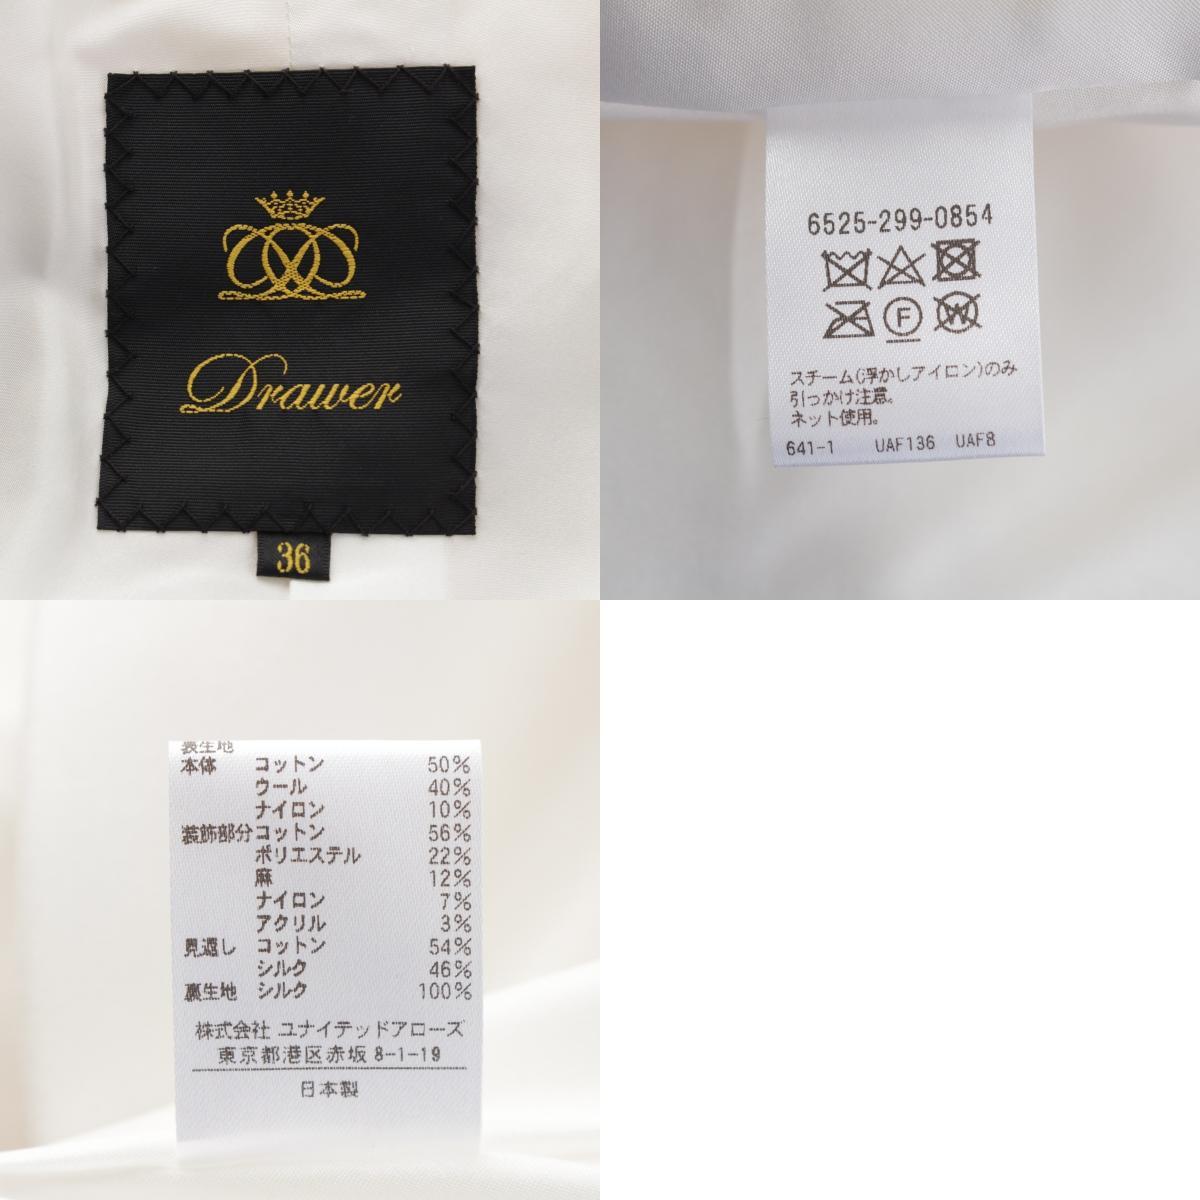 Drawer
36
6525-299-0854
F
W
スチーム(浮かしアイロン)のみ
引っかけ注意。
ネット使用。
641-1 UAF136 UAF8
表生地
本体 コットン 50%
ウール 40%
ナイロン 10%
装飾部分 コットン 56%
ポリエステル 22%
麻 12%
ナイロン 7%
アクリル 3%
見返し コットン 54%
シルク 46%
裏生地 シルク 100%
株式会社 ユナイテッドアローズ
東京都港区赤坂 8-1-19
日本製